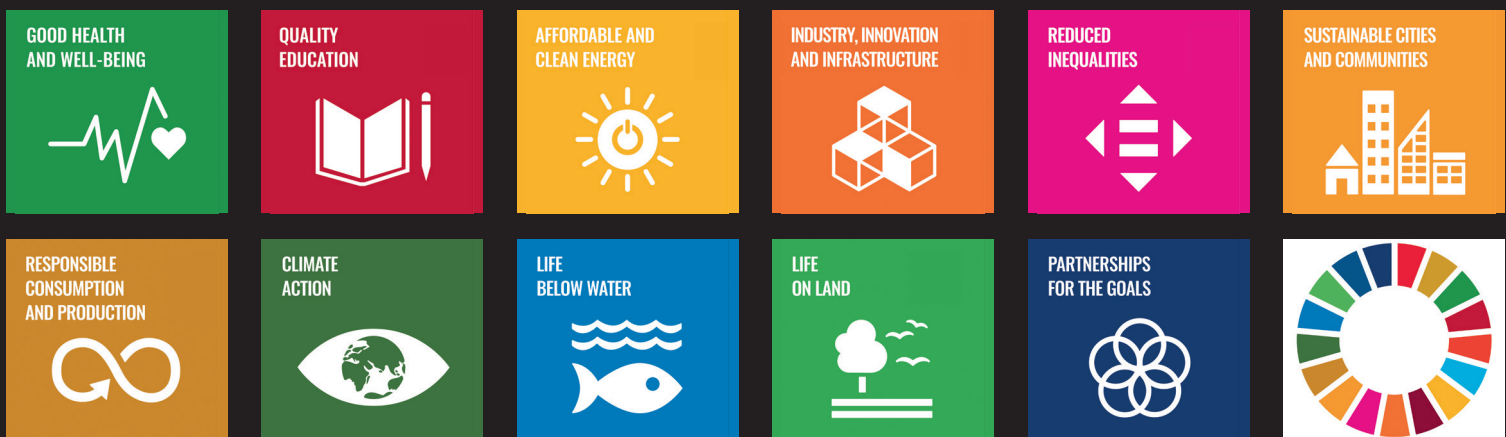 GOOD HEALTH
AND WELL-BEING
QUALITY
EDUCATION
AFFORDABLE AND
CLEAN ENERGY
INDUSTRY, INNOVATION
AND INFRASTRUCTURE
REDUCED
INEQUALITIES
SUSTAINABLE CITIES
AND COMMUNITIES
RESPONSIBLE
CONSUMPTION
AND PRODUCTION
CLIMATE
ACTION
LIFE
BELOW WATER
LIFE
ON LAND
PARTNERSHIPS
FOR THE GOALS